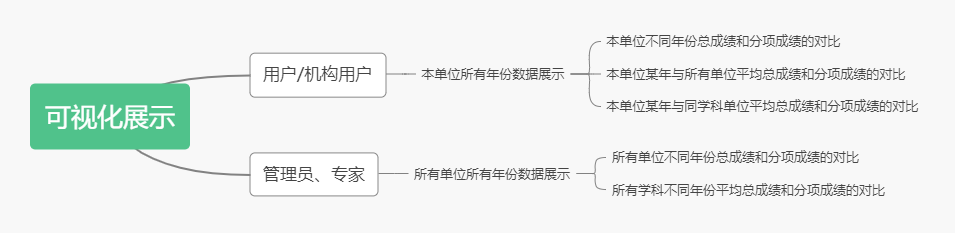 可视化展示
用户/机构用户
本单位所有年份数据展示
本单位不同年份总成绩和分项成绩的对比
本单位某年与所有单位平均总成绩和分项成绩的对比
本单位某年与同学科单位平均总成绩和分项成绩的对比
管理员、专家
所有单位所有年份数据展示
所有单位不同年份总成绩和分项成绩的对比
所有学科不同年份平均总成绩和分项成绩的对比